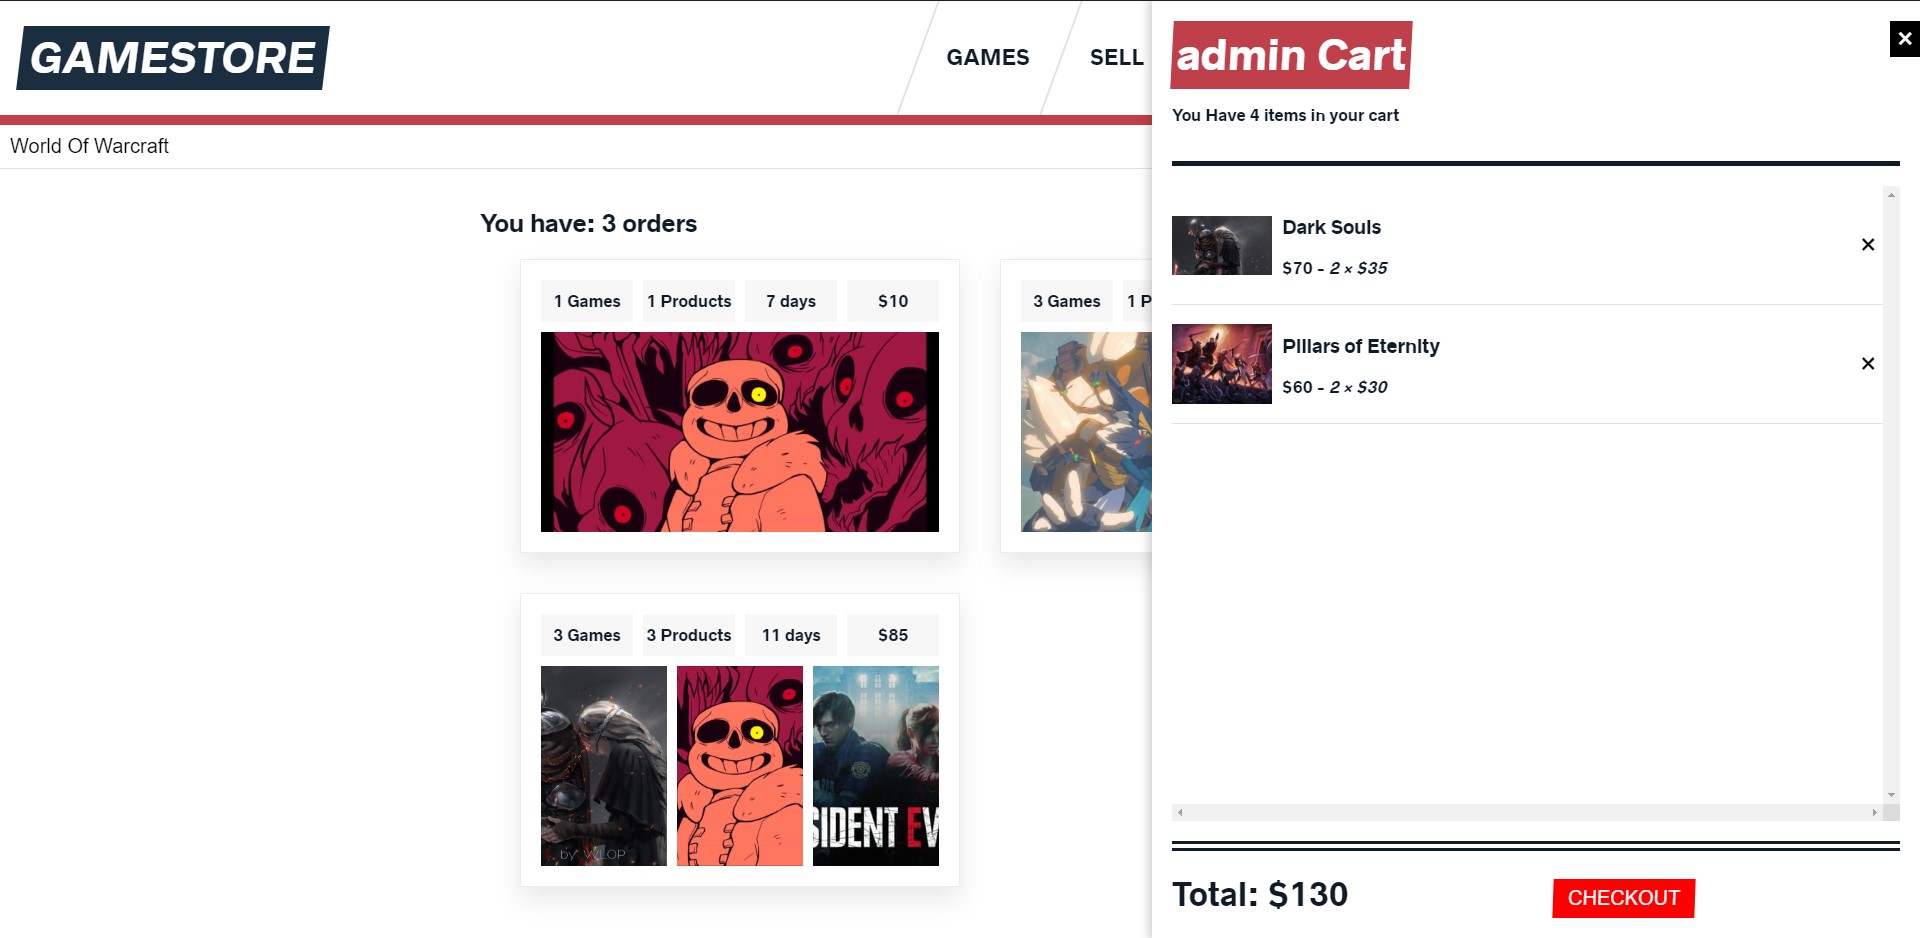 GAMESTORE
GAMES
SELL
World Of Warcraft
You have: 3 orders
1 Games
1 Products
7 days
$10
3 Games
1 P
3 Games
3 Products
11 days
$85
by WLOP
SIDENT EV
admin Cart
×
You Have 4 items in your cart
Dark Souls
$70 - 2 × $35
×
Pillars of Eternity
$60 - 2 × $30
×
Total: $130
CHECKOUT